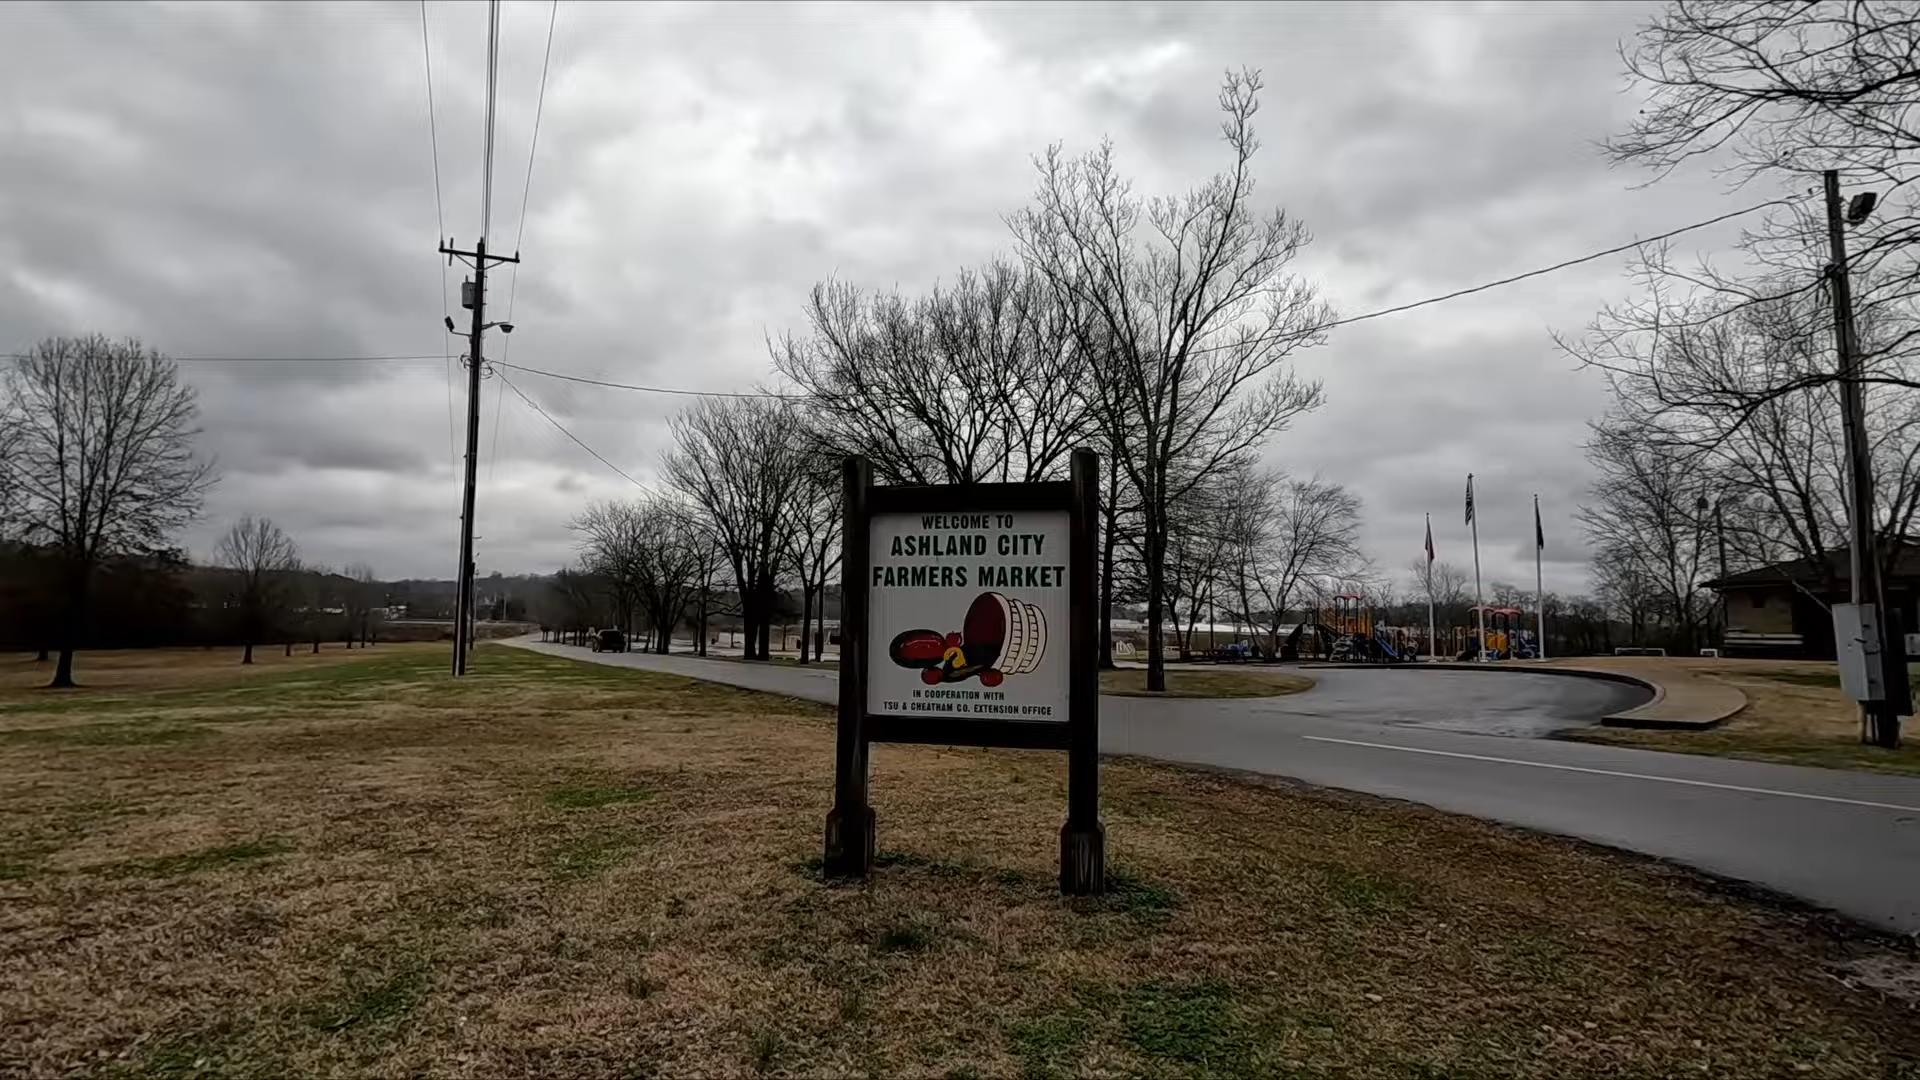 WELCOME TO
ASHLAND CITY
FARMERS MARKET
IN COOPERATION WITH
TSU & CHEATHAM CO. EXTENSION OFFICE